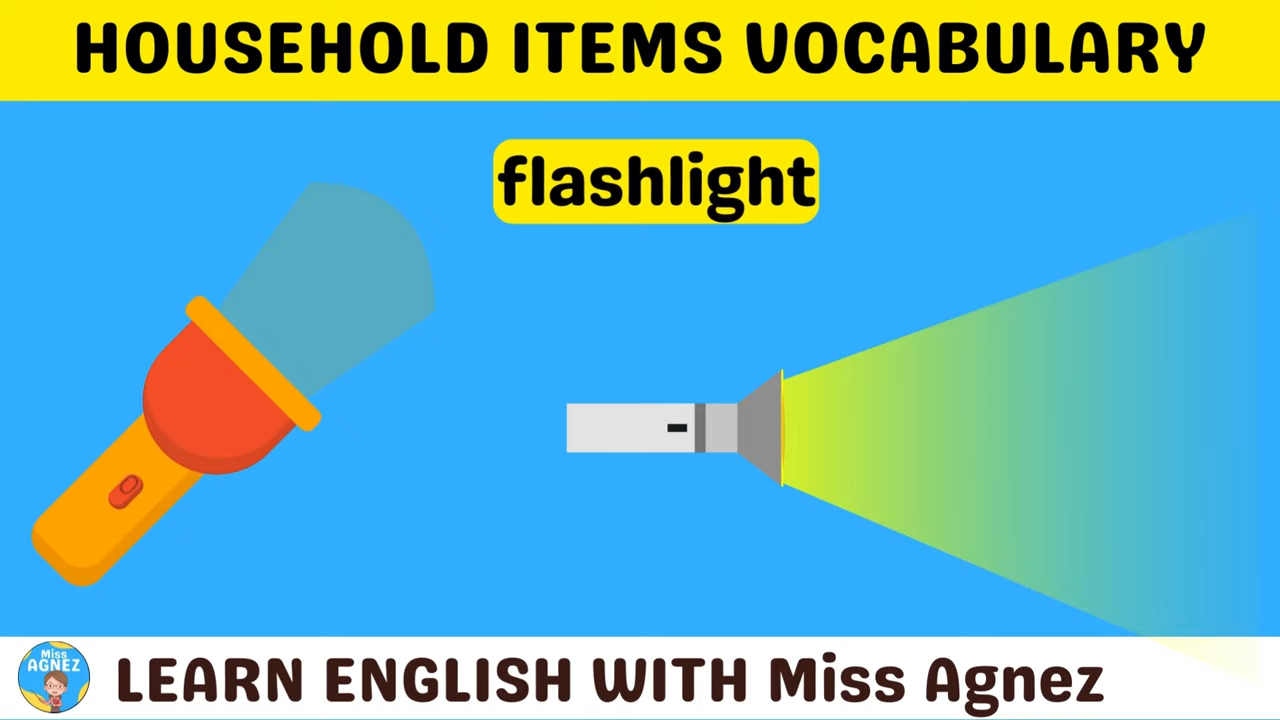 HOUSEHOLD ITEMS VOCABULARY
flashlight
Miss
AGNEZ
LEARN ENGLISH WITH Miss Agnez